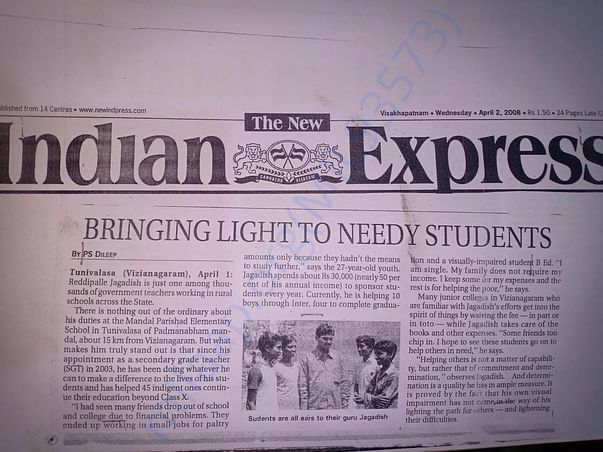 ublished from 14 Centres • www.newindpress.com
Visakhapatnam • Wednesday • April 2, 2008 • Rs 1.50 • 24 Pages Late C
The New
Indian Express
BRINGING LIGHT TO NEEDY STUDENTS
BY PS DILEEP
Tunivalasa (Vizianagaram), April 1:
Reddipalle Jagadish is just one among thou-
sands of government teachers working in rural
schools across the State.
There is nothing out of the ordinary about
his duties at the Mandal Parishad Elementary
School in Tunivalsa of Padmanabham man-
dal, about 15 km from Vizianagaram. But what
makes him truly stand out is that since his
appointment as a secondary grade teacher
(SGT) in 2003, he has been doing whatever he
can to make a difference to the lives of his stu-
dents and has helped 45 indigent ones contin-
ue their education beyond Class X.
"I had seen many friends drop out of school
and college due to financial problems. They
ended up working in small jobs for paltry
amounts only because they hadn't the means
to study further," says the 27-year-old youth.
Jagadish spends about Rs 30,000 (nearly 50 per
cent of his annual income) to sponsor stu-
dents every year. Currently, he is helping 10
boys through Inter, four to complete gradua-
Students are all ears to their guru Jagadish
tion and a visually-impaired student B Ed. "I
am single. My family does not require my
income. I keep some for my expenses and the
rest is for helping the poor," he says.
Many junior colleges in Vizianagaram who
are familiar with Jagadish's efforts get into the
spirit of things by waiving the fee — in part or
in toto — while Jagadish takes care of the
books and other expenses. "Some friends too
chip in. I hope to see these students go on to
help others in need," he says.
"Helping others is not a matter of capabili-
ty, but rather that of commitment and deter-
mination," observes Jagadish. And determi-
nation is a quality he has in ample measure. It
is proved by the fact that his own visual
impairment has not come in the way of his
lighting the path for others — and lightening
their difficulties.